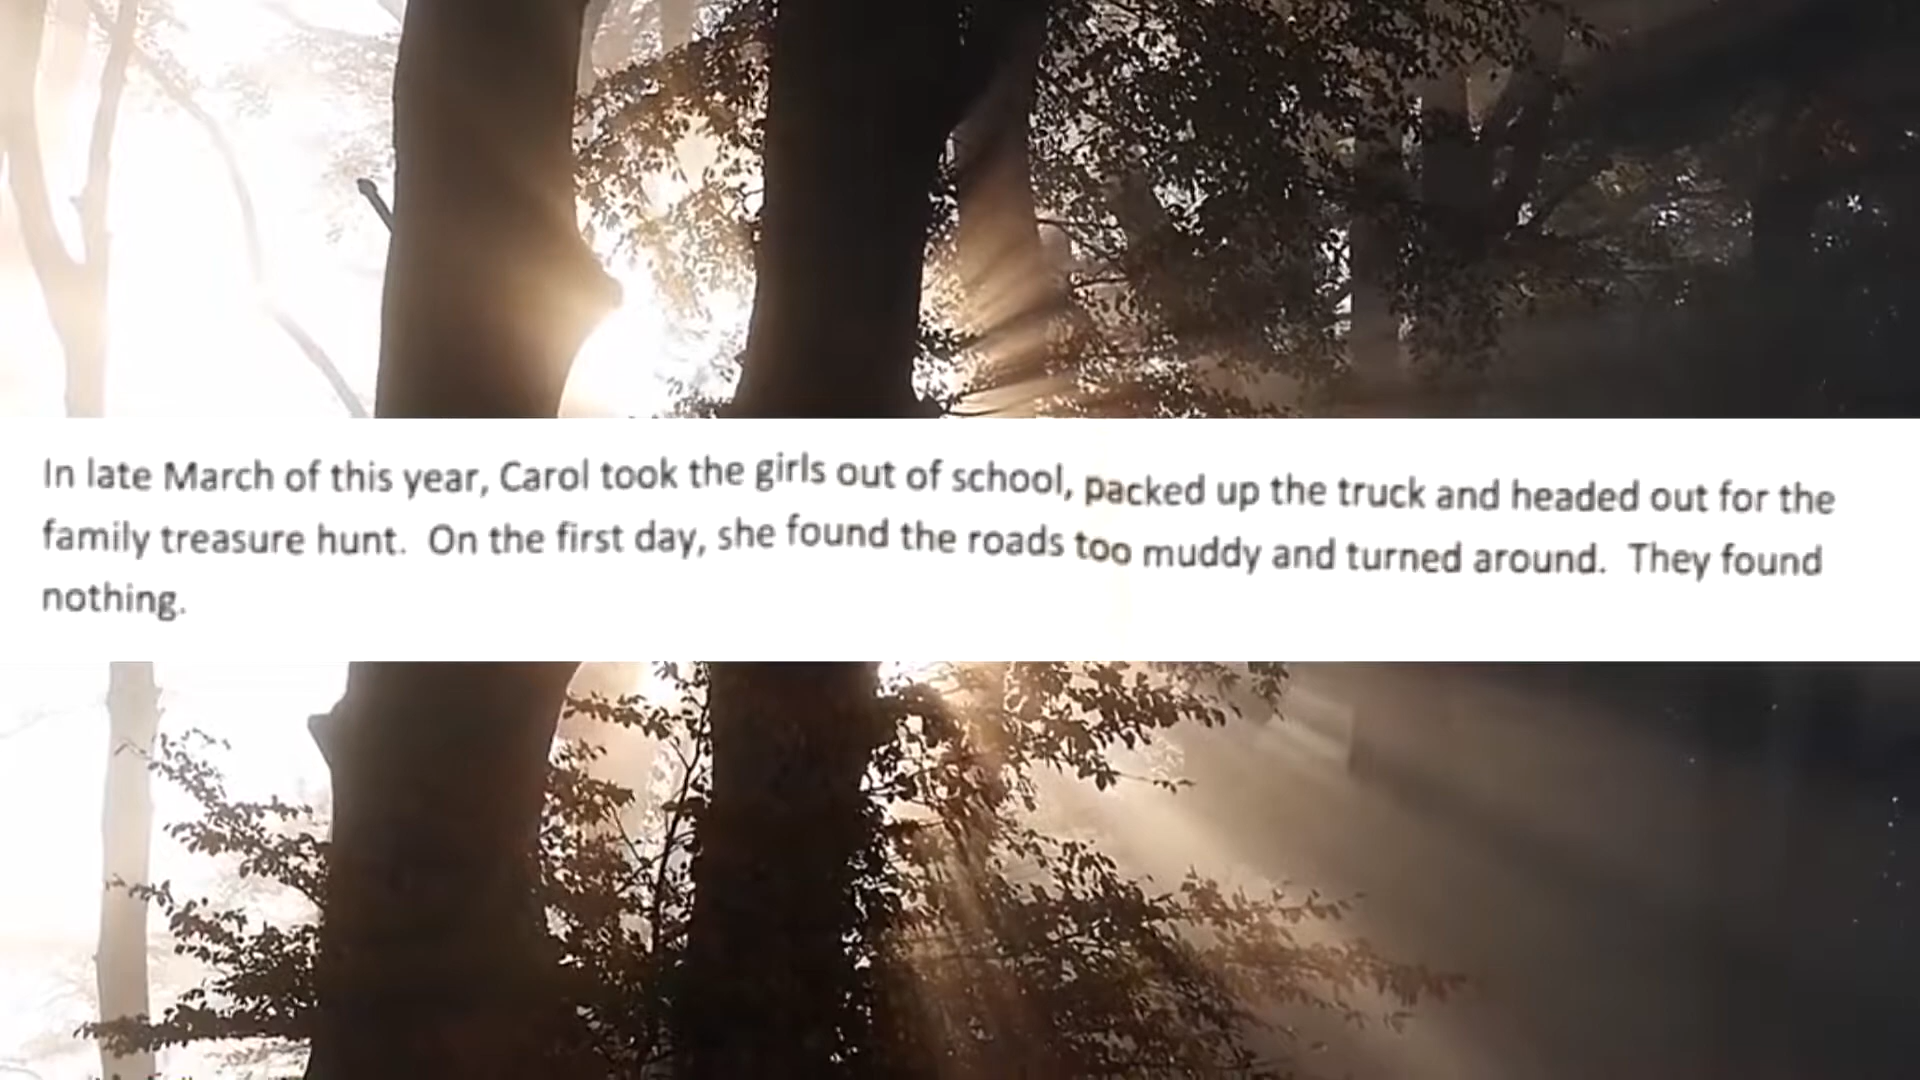 In late March of this year, Carol took the girls out of school, packed up the truck and headed out for the
family treasure hunt.  On the first day, she found the roads too muddy and turned around.  They found
nothing.